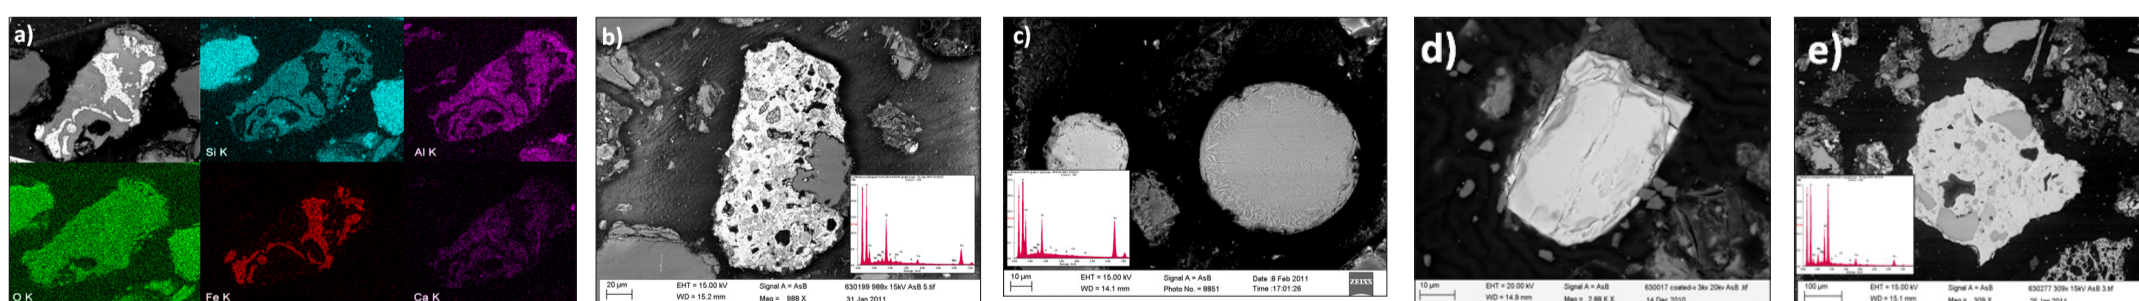 a)
Si K
Al K
O K
Fe K
Ca K
b)
20 µm
EHT = 15.00 kV
WD = 15.2 mm
Signal A = AsB
Mag = 988 X
630199 988x 15kV AsB 5.tif
31 Jan 2011
c)
10 µm
EHT = 15.00 kV
WD = 14.1 mm
Signal A = AsB
Photo No. = 8851
Date :8 Feb 2011
Time :17:01:26
ZEISS
d)
10 µm
EHT = 20.00 kV
WD = 14.9 mm
Signal A = AsB
Mag = 2.88 K X
630017 coated-x 3kx 20kv AsB .tif
14 Dec 2010
e)
100 µm
EHT = 15.00 kV
WD = 15.1 mm
Signal A = AsB
Mag = 309 X
630277 309x 15kV AsB 3.tif